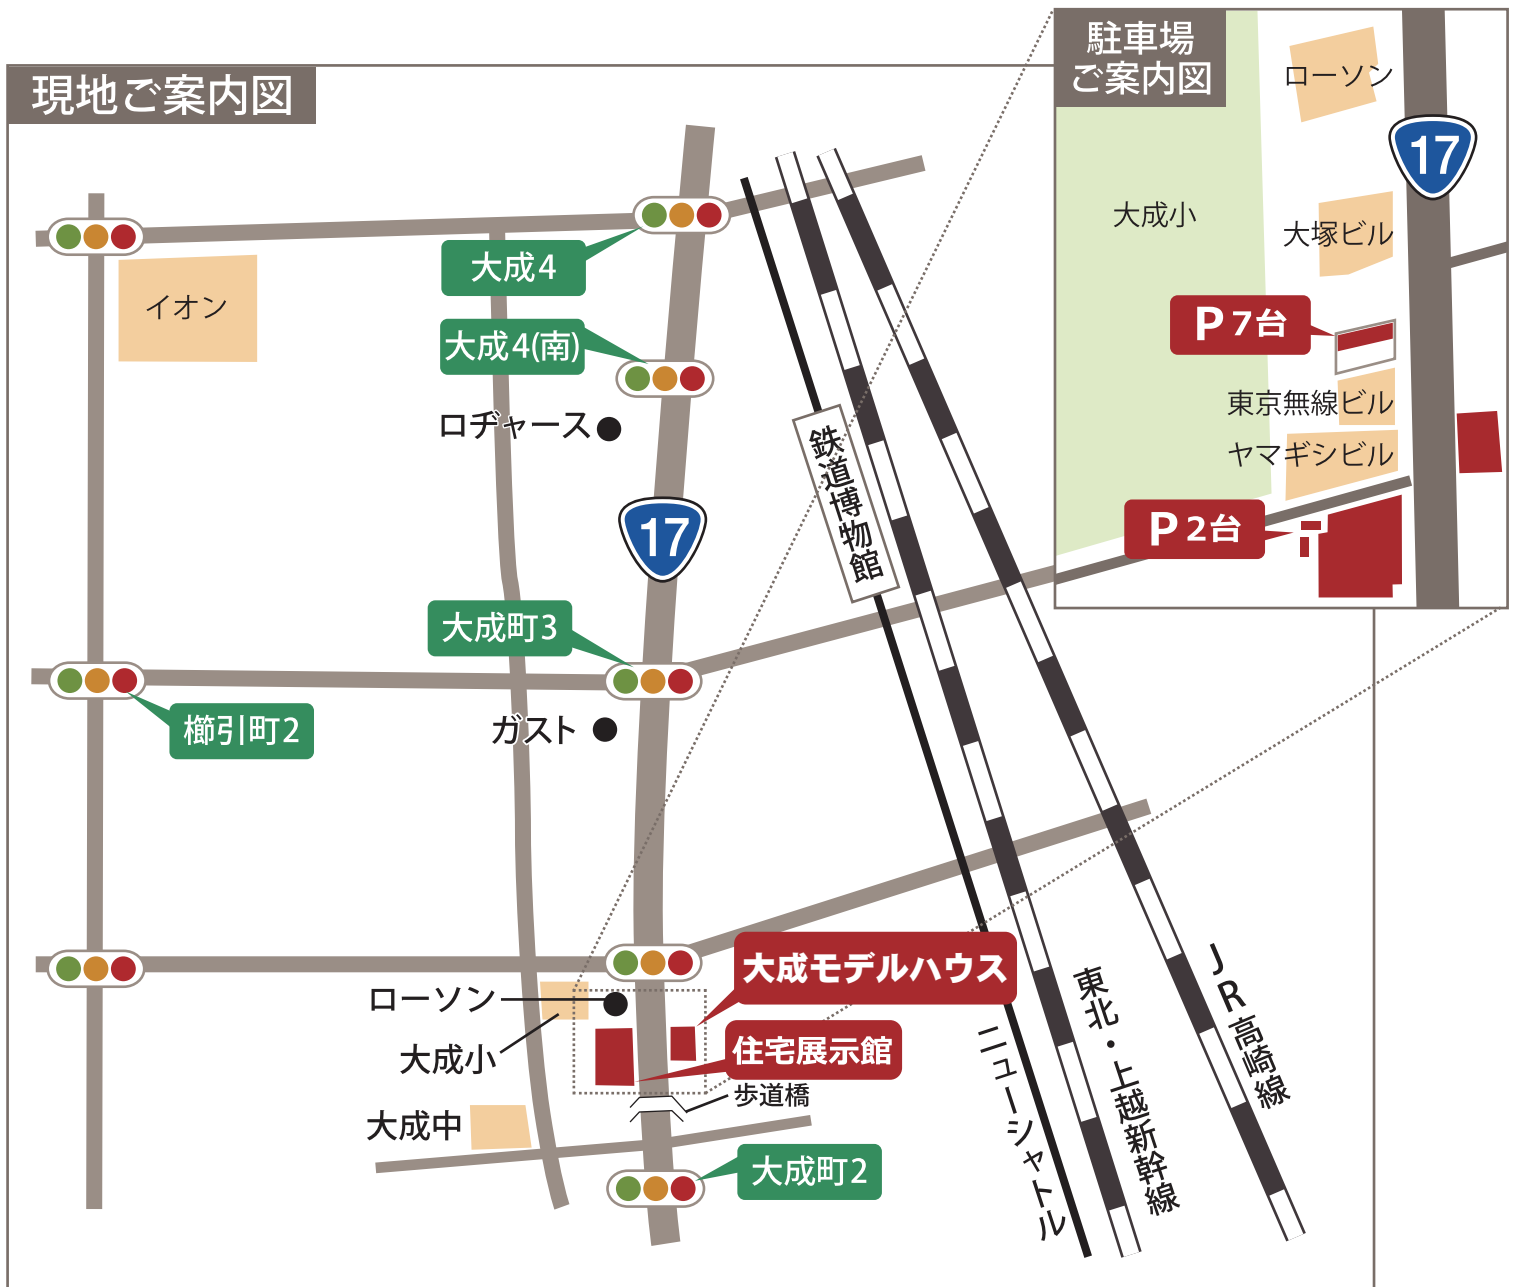 現地ご案内図
駐車場
ご案内図
ローソン
17
大成小
大塚ビル
P 7台
東京無線ビル
ヤマギシビル
P 2台
大成4
イオン
大成4(南)
ロヂャース
鉄道博物館
17
大成町3
櫛引町2
ガスト
大成モデルハウス
ローソン
住宅展示館
大成小
歩道橋
大成中
大成町2
ニューシャトル
東北・上越新幹線
JR高崎線